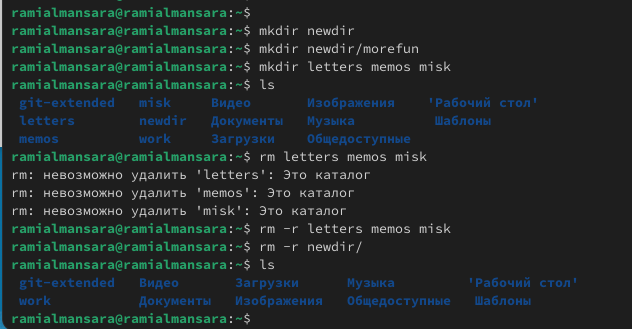 ramialmansara@ramialmansara:~$
ramialmansara@ramialmansara:~$ mkdir newdir
ramialmansara@ramialmansara:~$ mkdir newdir/morefun
ramialmansara@ramialmansara:~$ mkdir letters memos misk
ramialmansara@ramialmansara:~$ ls
git-extended misk Видео Изображения 'Рабочий стол'
letters newdir Документы Музыка Шаблоны
memos work Загрузки Общедоступные
ramialmansara@ramialmansara:~$ rm letters memos misk
rm: невозможно удалить 'letters': Это каталог
rm: невозможно удалить 'memos': Это каталог
rm: невозможно удалить 'misk': Это каталог
ramialmansara@ramialmansara:~$ rm -r letters memos misk
ramialmansara@ramialmansara:~$ rm -r newdir/
ramialmansara@ramialmansara:~$ ls
git-extended Видео Загрузки Музыка 'Рабочий стол'
work Документы Изображения Общедоступные Шаблоны
ramialmansara@ramialmansara:~$